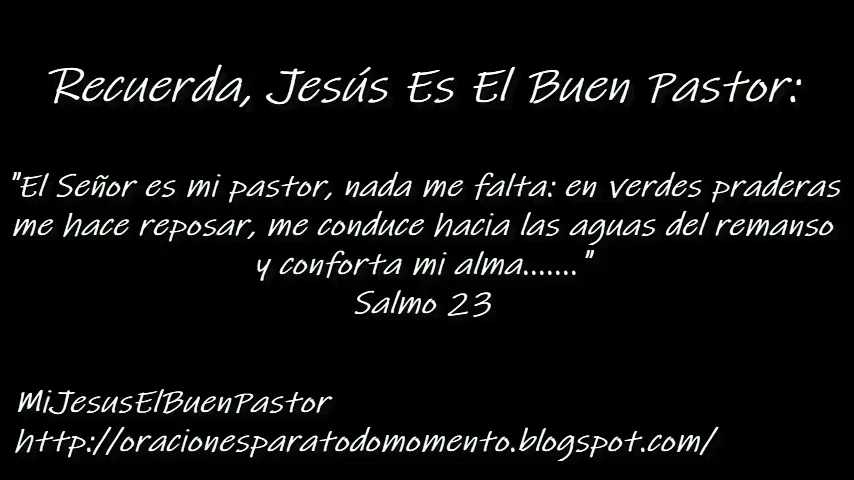 Recuerda, Jesús Es El Buen Pastor:
"El Señor es mi pastor, nada me falta: en verdes praderas
me hace reposar, me conduce hacia las aguas del remanso
y conforta mi alma......."
Salmo 23
MiJesusElBuenPastor
http://oracionesparatodomomento.blogspot.com/